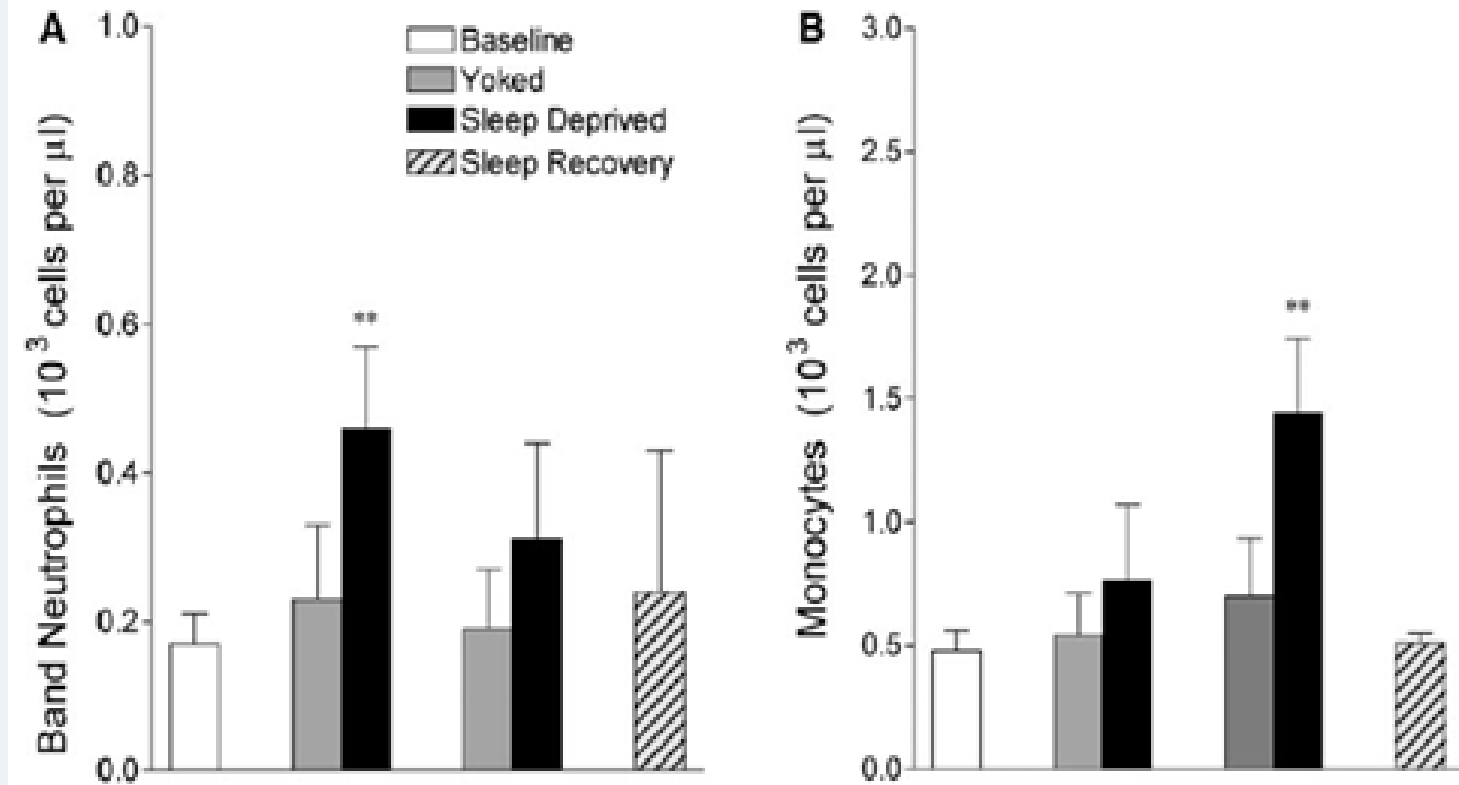 A
1.0
0.8
0.6
0.4
0.2
0.0
Band Neutrophils (10³ cells per µl)
Baseline
Yoked
Sleep Deprived
Sleep Recovery
**
B
3.0
2.5
2.0
1.5
1.0
0.5
0.0
Monocytes (10³ cells per µl)
**